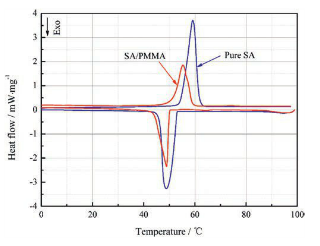 4
3
2
1
0
-1
-2
-3
-4
Heat flow / mW·mg⁻¹
Exo
SA/PMMA
Pure SA
0 20 40 60 80 100
Temperature / ℃